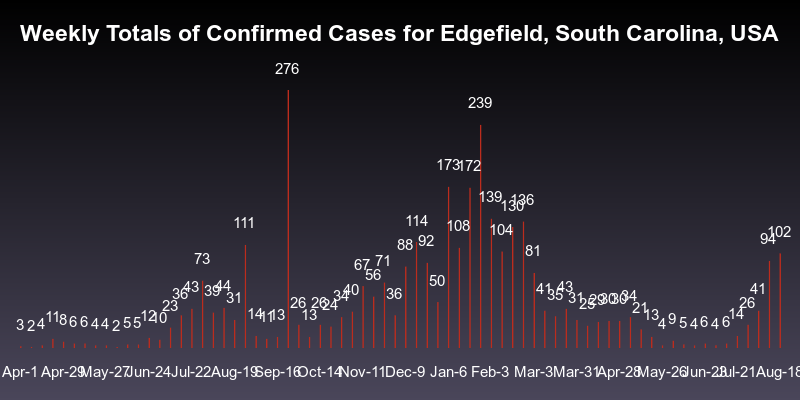 Weekly Totals of Confirmed Cases for Edgefield, South Carolina, USA
3 2 4 11 8 6 6 4 4 2 5 5 12 10 23 36 43 73 39 44 31 111 14 11 13 276 26 13 26 24 34 40 67 56 71 36 88 114 92 50 173 108 172 239 139 104 130 136 81 41 35 43 31 25 29 30 30 34 21 13 4 9 5 4 6 4 6 14 26 41 94 102
Apr-1 Apr-29 May-27 Jun-24 Jul-22 Aug-19 Sep-16 Oct-14 Nov-11 Dec-9 Jan-6 Feb-3 Mar-3 Mar-31 Apr-28 May-26 Jun-23 Jul-21 Aug-18